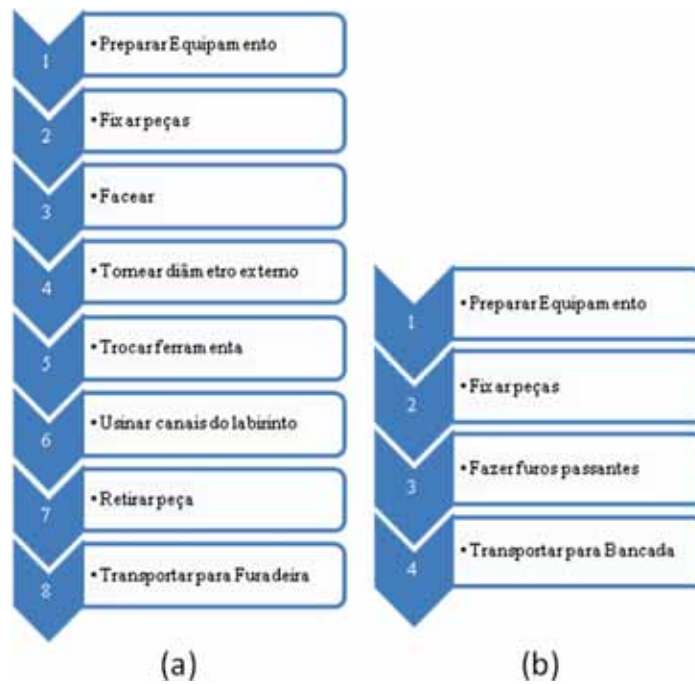 1
• Preparar Equipamento
2
• Fixar peças
3
• Facear
4
• Tornear diâmetro externo
5
• Trocar ferramenta
6
• Usinar canais do labirinto
7
• Retirar peça
8
• Transportar para Furadeira
(a)
1
• Preparar Equipamento
2
• Fixar peças
3
• Fazer furos passantes
4
• Transportar para Bancada
(b)